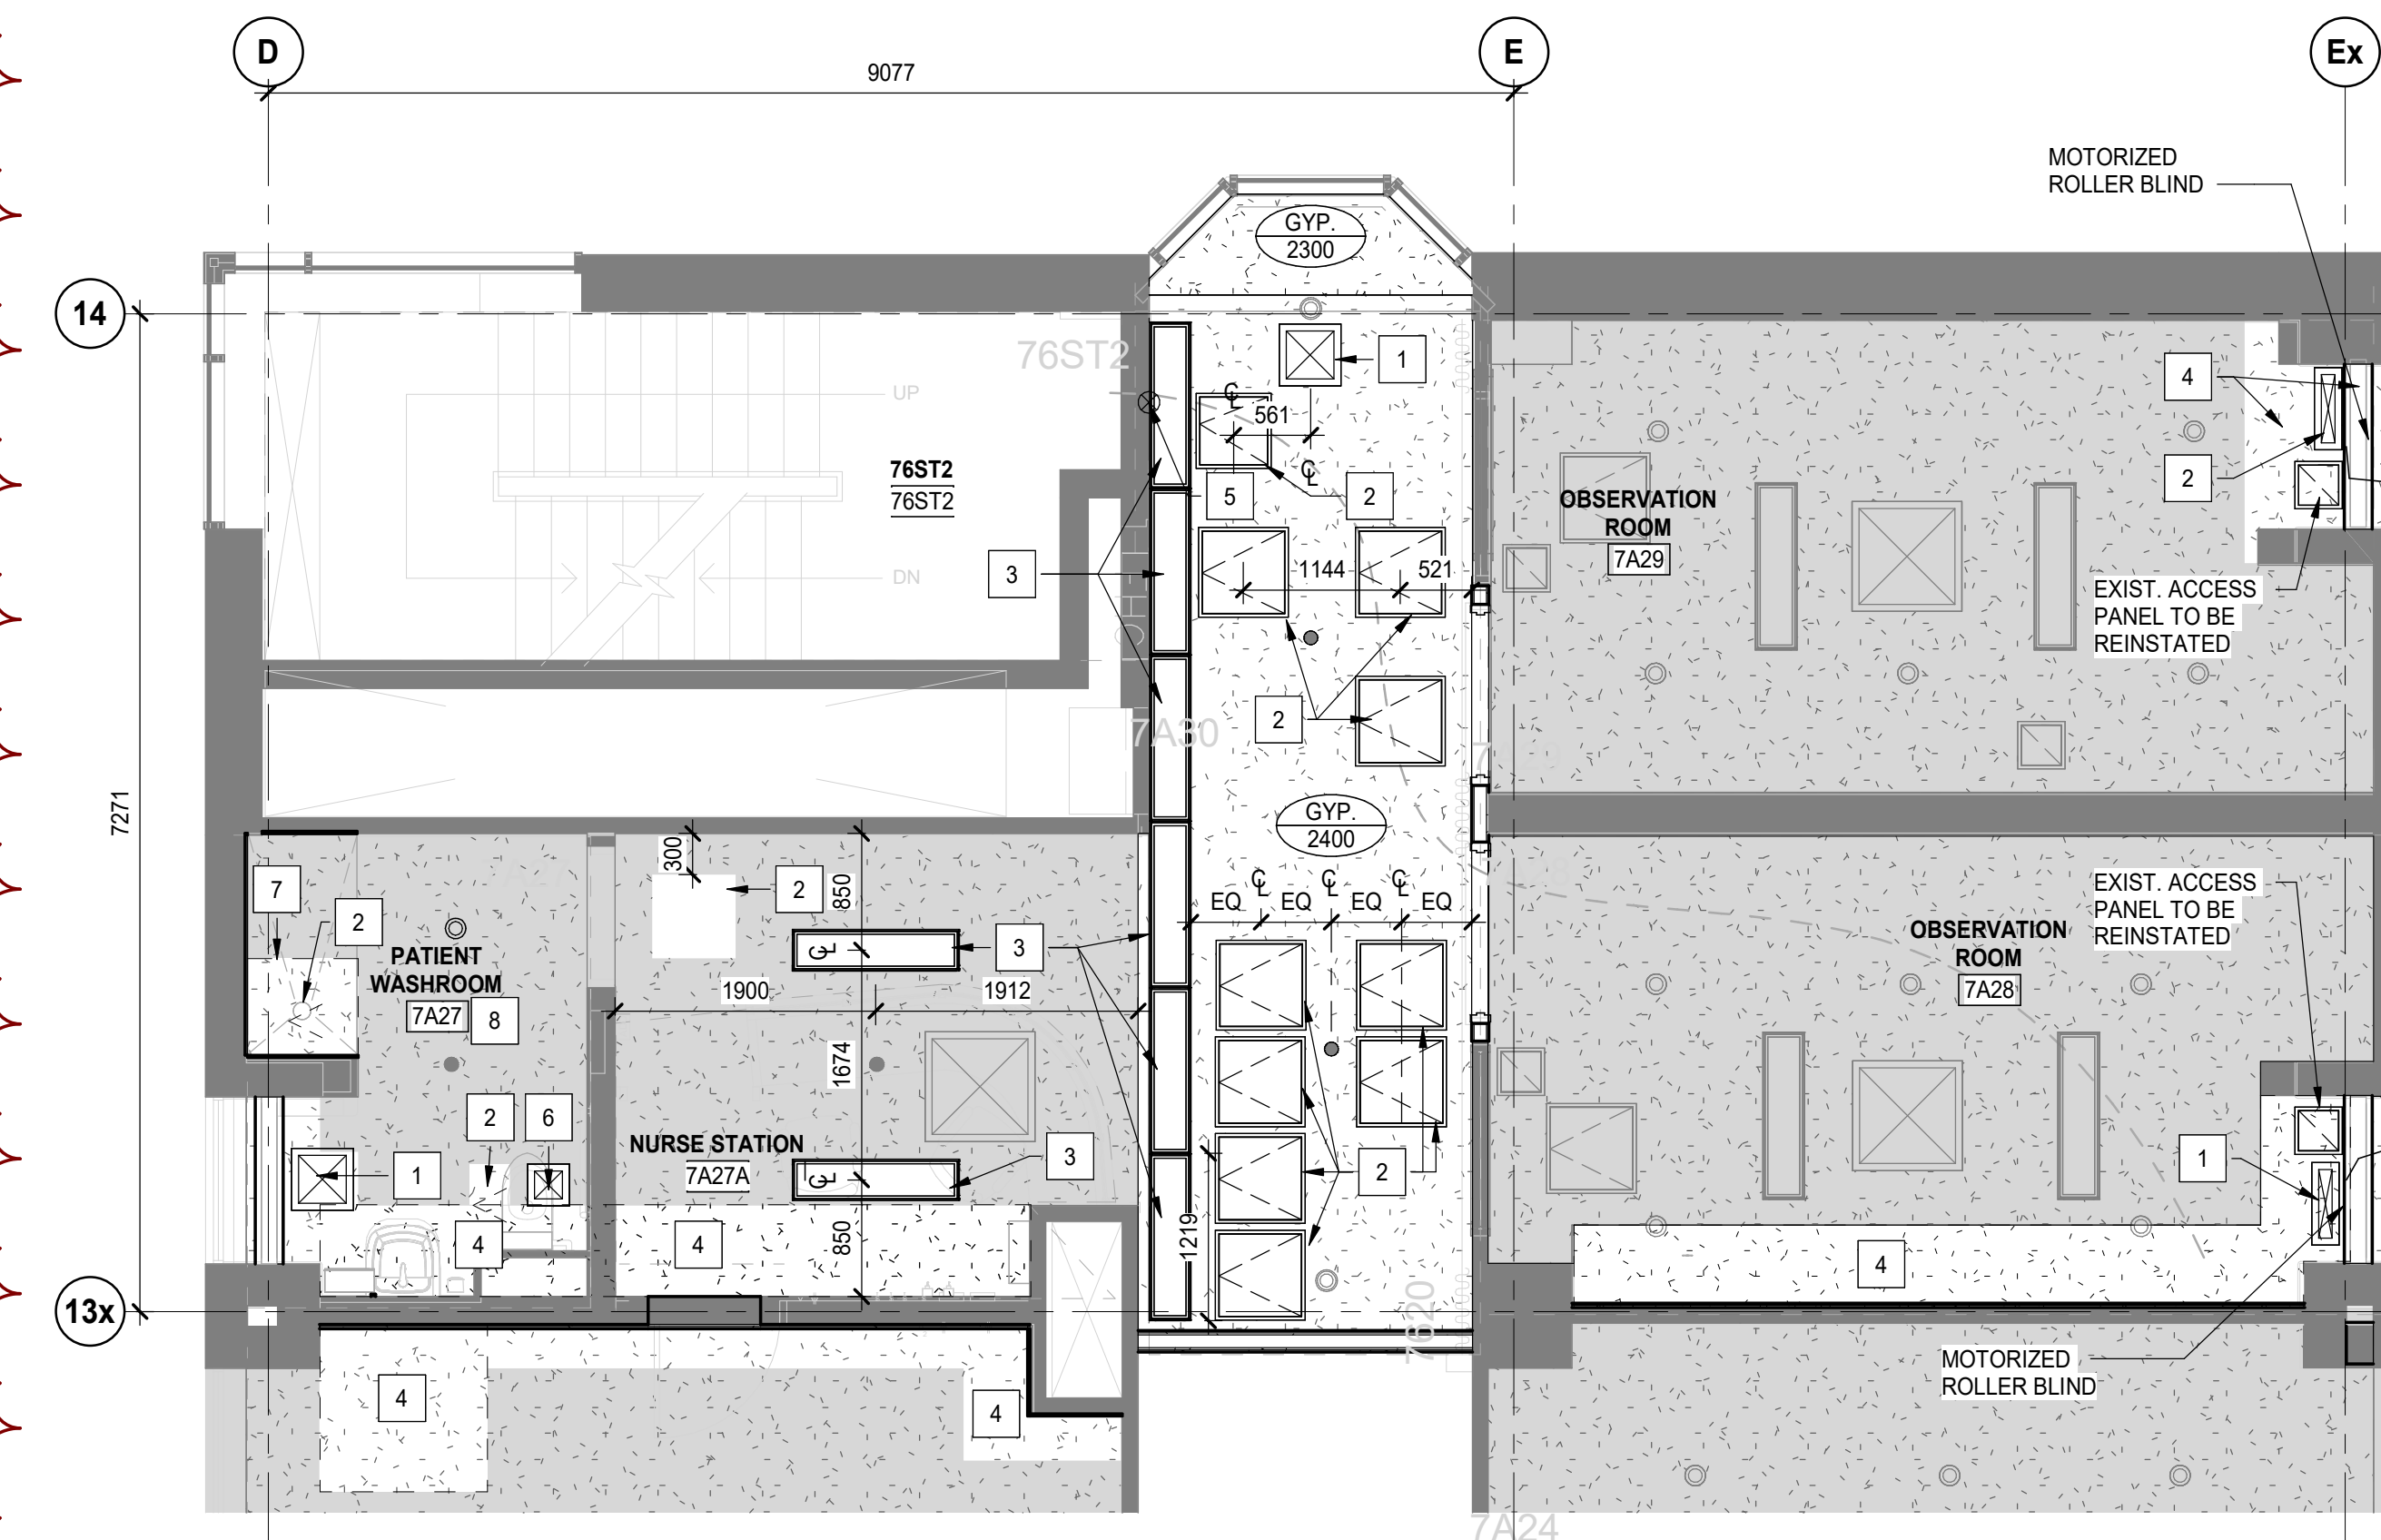 D
E
Ex
9077
MOTORIZED
ROLLER BLIND
GYP.
2300
14
76ST2
1
4
UP
561
2
76ST2
76ST2
5
2
OBSERVATION
ROOM
7A29
3
DN
1144
521
EXIST. ACCESS
PANEL TO BE
REINSTATED
2
7A30
7A29
7271
GYP.
2400
300
850
7A27
7A28
7
2
2
EQ
EQ
EQ
EQ
EXIST. ACCESS
PANEL TO BE
REINSTATED
PATIENT
WASHROOM
7A27
8
3
OBSERVATION
ROOM
7A28
1900
1912
1674
2
6
NURSE STATION
7A27A
3
1
2
1
4
4
850
1219
4
13x
7620
MOTORIZED
ROLLER BLIND
4
4
7A24